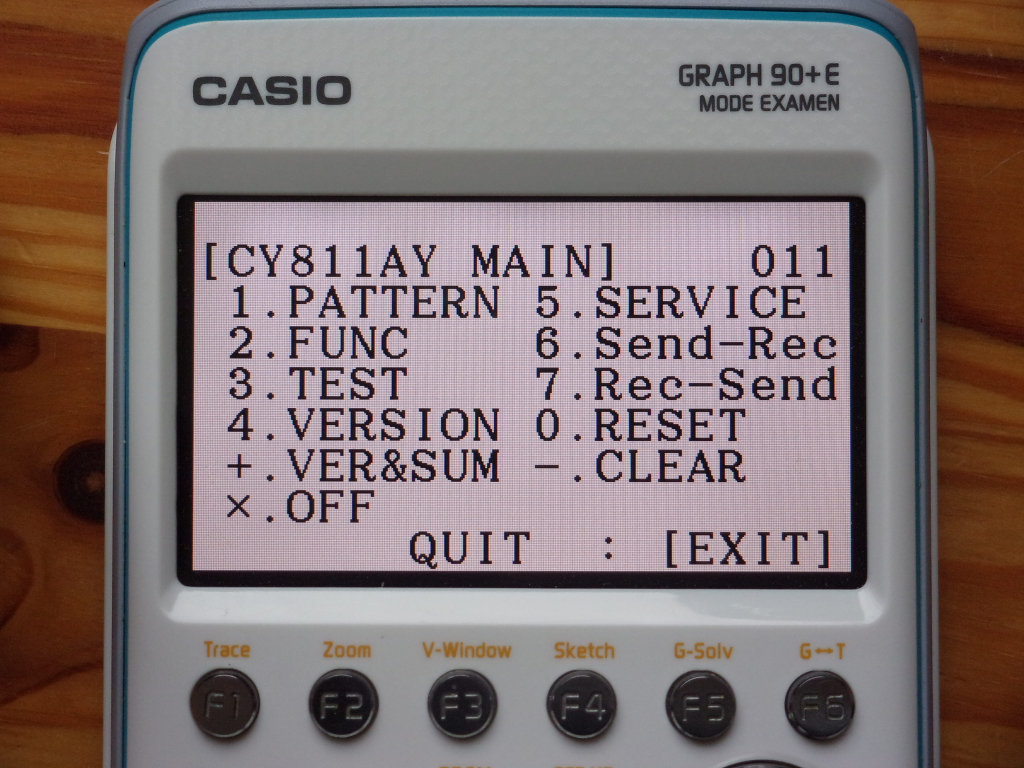 CASIO
GRAPH 90+E
MODE EXAMEN
[CY811AY MAIN] 011
1.PATTERN 5.SERVICE
2.FUNC 6.Send-Rec
3.TEST 7.Rec-Send
4.VERSION 0.RESET
+.VER&SUM -.CLEAR
×.OFF
QUIT : [EXIT]
Trace Zoom V-Window Sketch G-Solv G↔T
F1 F2 F3 F4 F5 F6